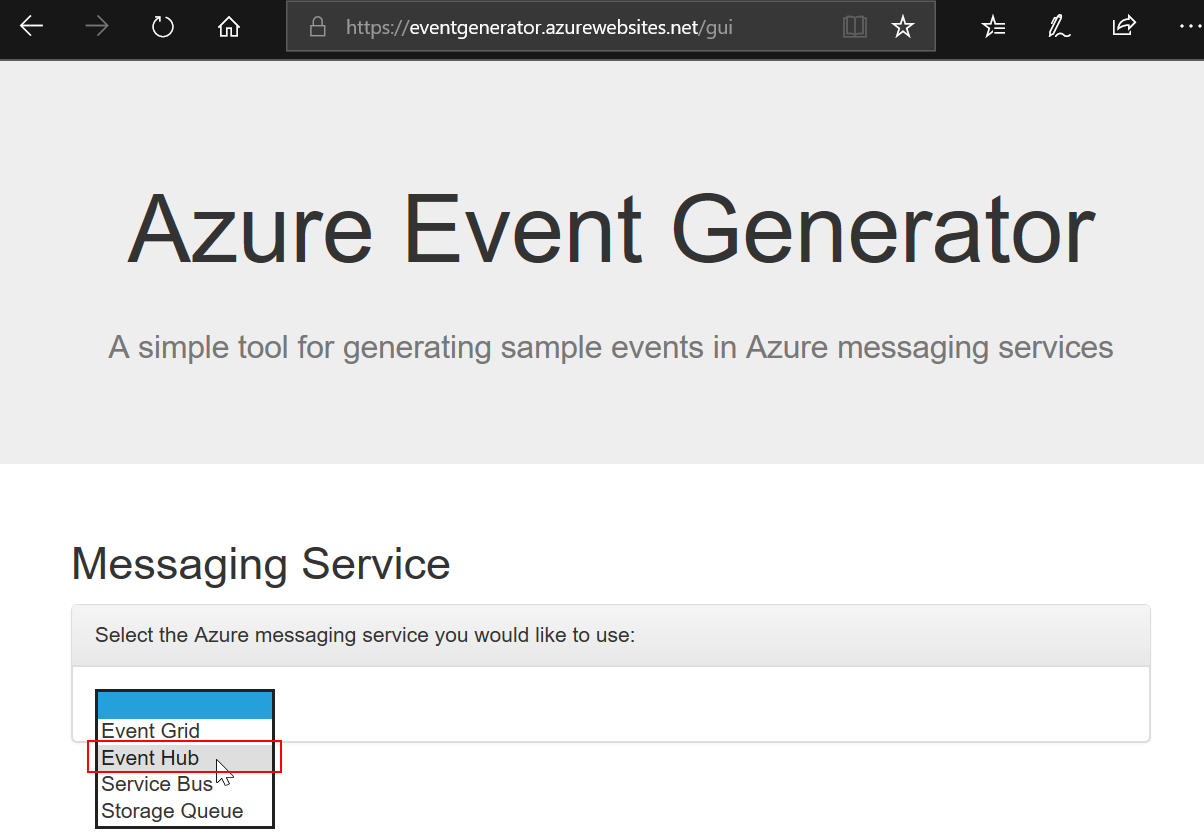 https://eventgenerator.azurewebsites.net/gui
Azure Event Generator
A simple tool for generating sample events in Azure messaging services
Messaging Service
Select the Azure messaging service you would like to use:
Event Grid
Event Hub
Service Bus
Storage Queue